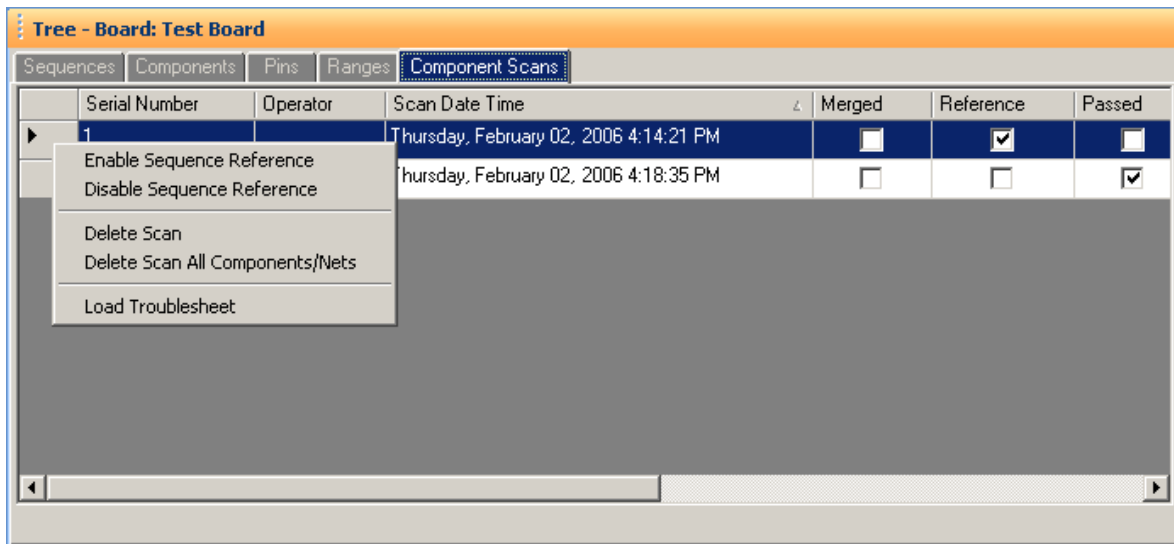 Tree - Board: Test Board
Sequences Components Pins Ranges Component Scans
Serial Number Operator Scan Date Time Merged Reference Passed
1 Thursday, February 02, 2006 4:14:21 PM
Thursday, February 02, 2006 4:18:35 PM
Enable Sequence Reference
Disable Sequence Reference
Delete Scan
Delete Scan All Components/Nets
Load Troublesheet